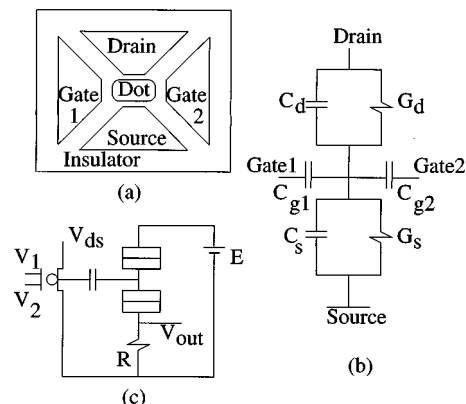 Drain
Gate
1
Dot
Gate
2
Source
Insulator
(a)
Drain
C_d
G_d
Gate1
Gate2
C_g1
C_g2
C_s
G_s
Source
(b)
V_ds
V_1
V_2
E
V_out
R
(c)